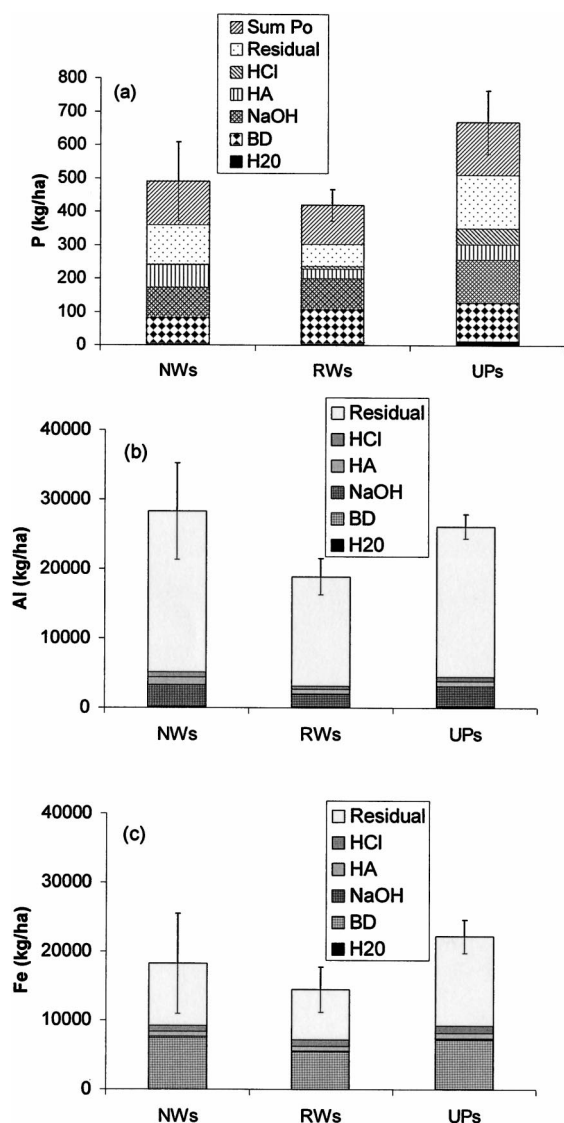 Sum Po
Residual
HCl
HA
NaOH
BD
H20
(a)
800
700
600
500
400
300
200
100
0
P (kg/ha)
NWs RWs UPs
Residual
HCl
HA
NaOH
BD
H20
(b)
40000
30000
20000
10000
0
Al (kg/ha)
NWs RWs UPs
Residual
HCl
HA
NaOH
BD
H20
(c)
40000
30000
20000
10000
0
Fe (kg/ha)
NWs RWs UPs